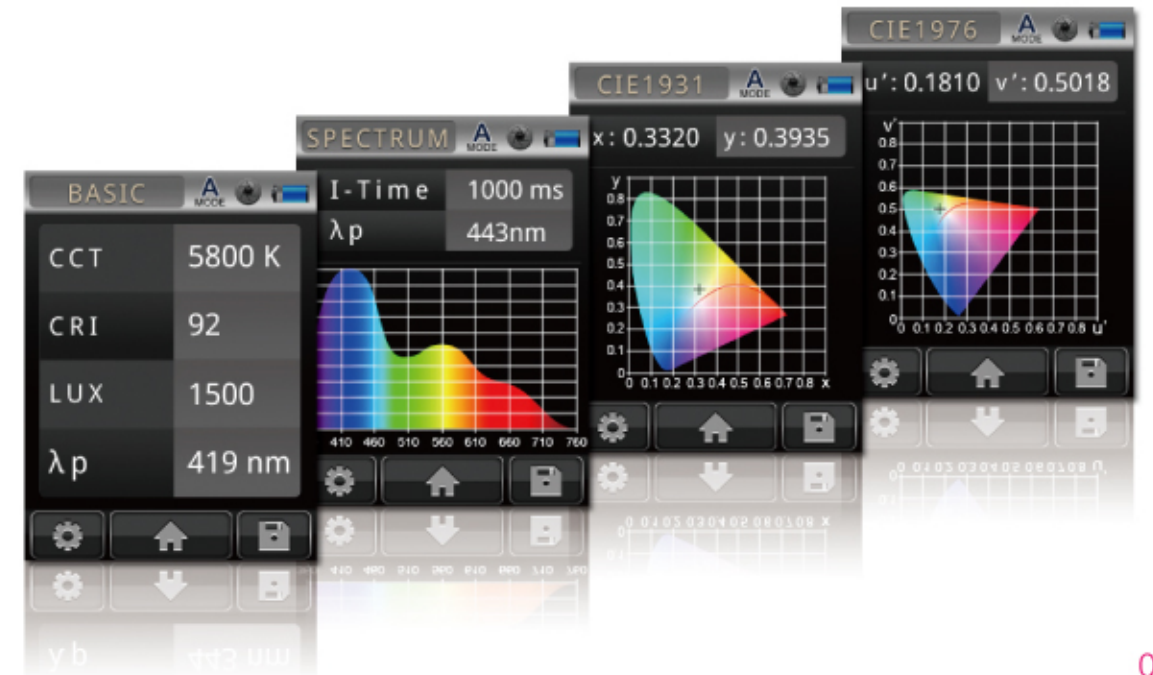 BASIC
A
MODE
CCT 5800 K
CRI 92
LUX 1500
λp 419 nm
SPECTRUM
A
MODE
I-Time 1000 ms
λp 443nm
410 460 510 560 610 660 710 760
CIE1931
A
MODE
x: 0.3320 y: 0.3935
y
0.8
0.7
0.6
0.5
0.4
0.3
0.2
0.1
0
0 0.1 0.2 0.3 0.4 0.5 0.6 0.7 0.8 x
CIE1976
A
MODE
u′: 0.1810 v′: 0.5018
v′
0.8
0.7
0.6
0.5
0.4
0.3
0.2
0.1
0
0 0.1 0.2 0.3 0.4 0.5 0.6 0.7 0.8 u′